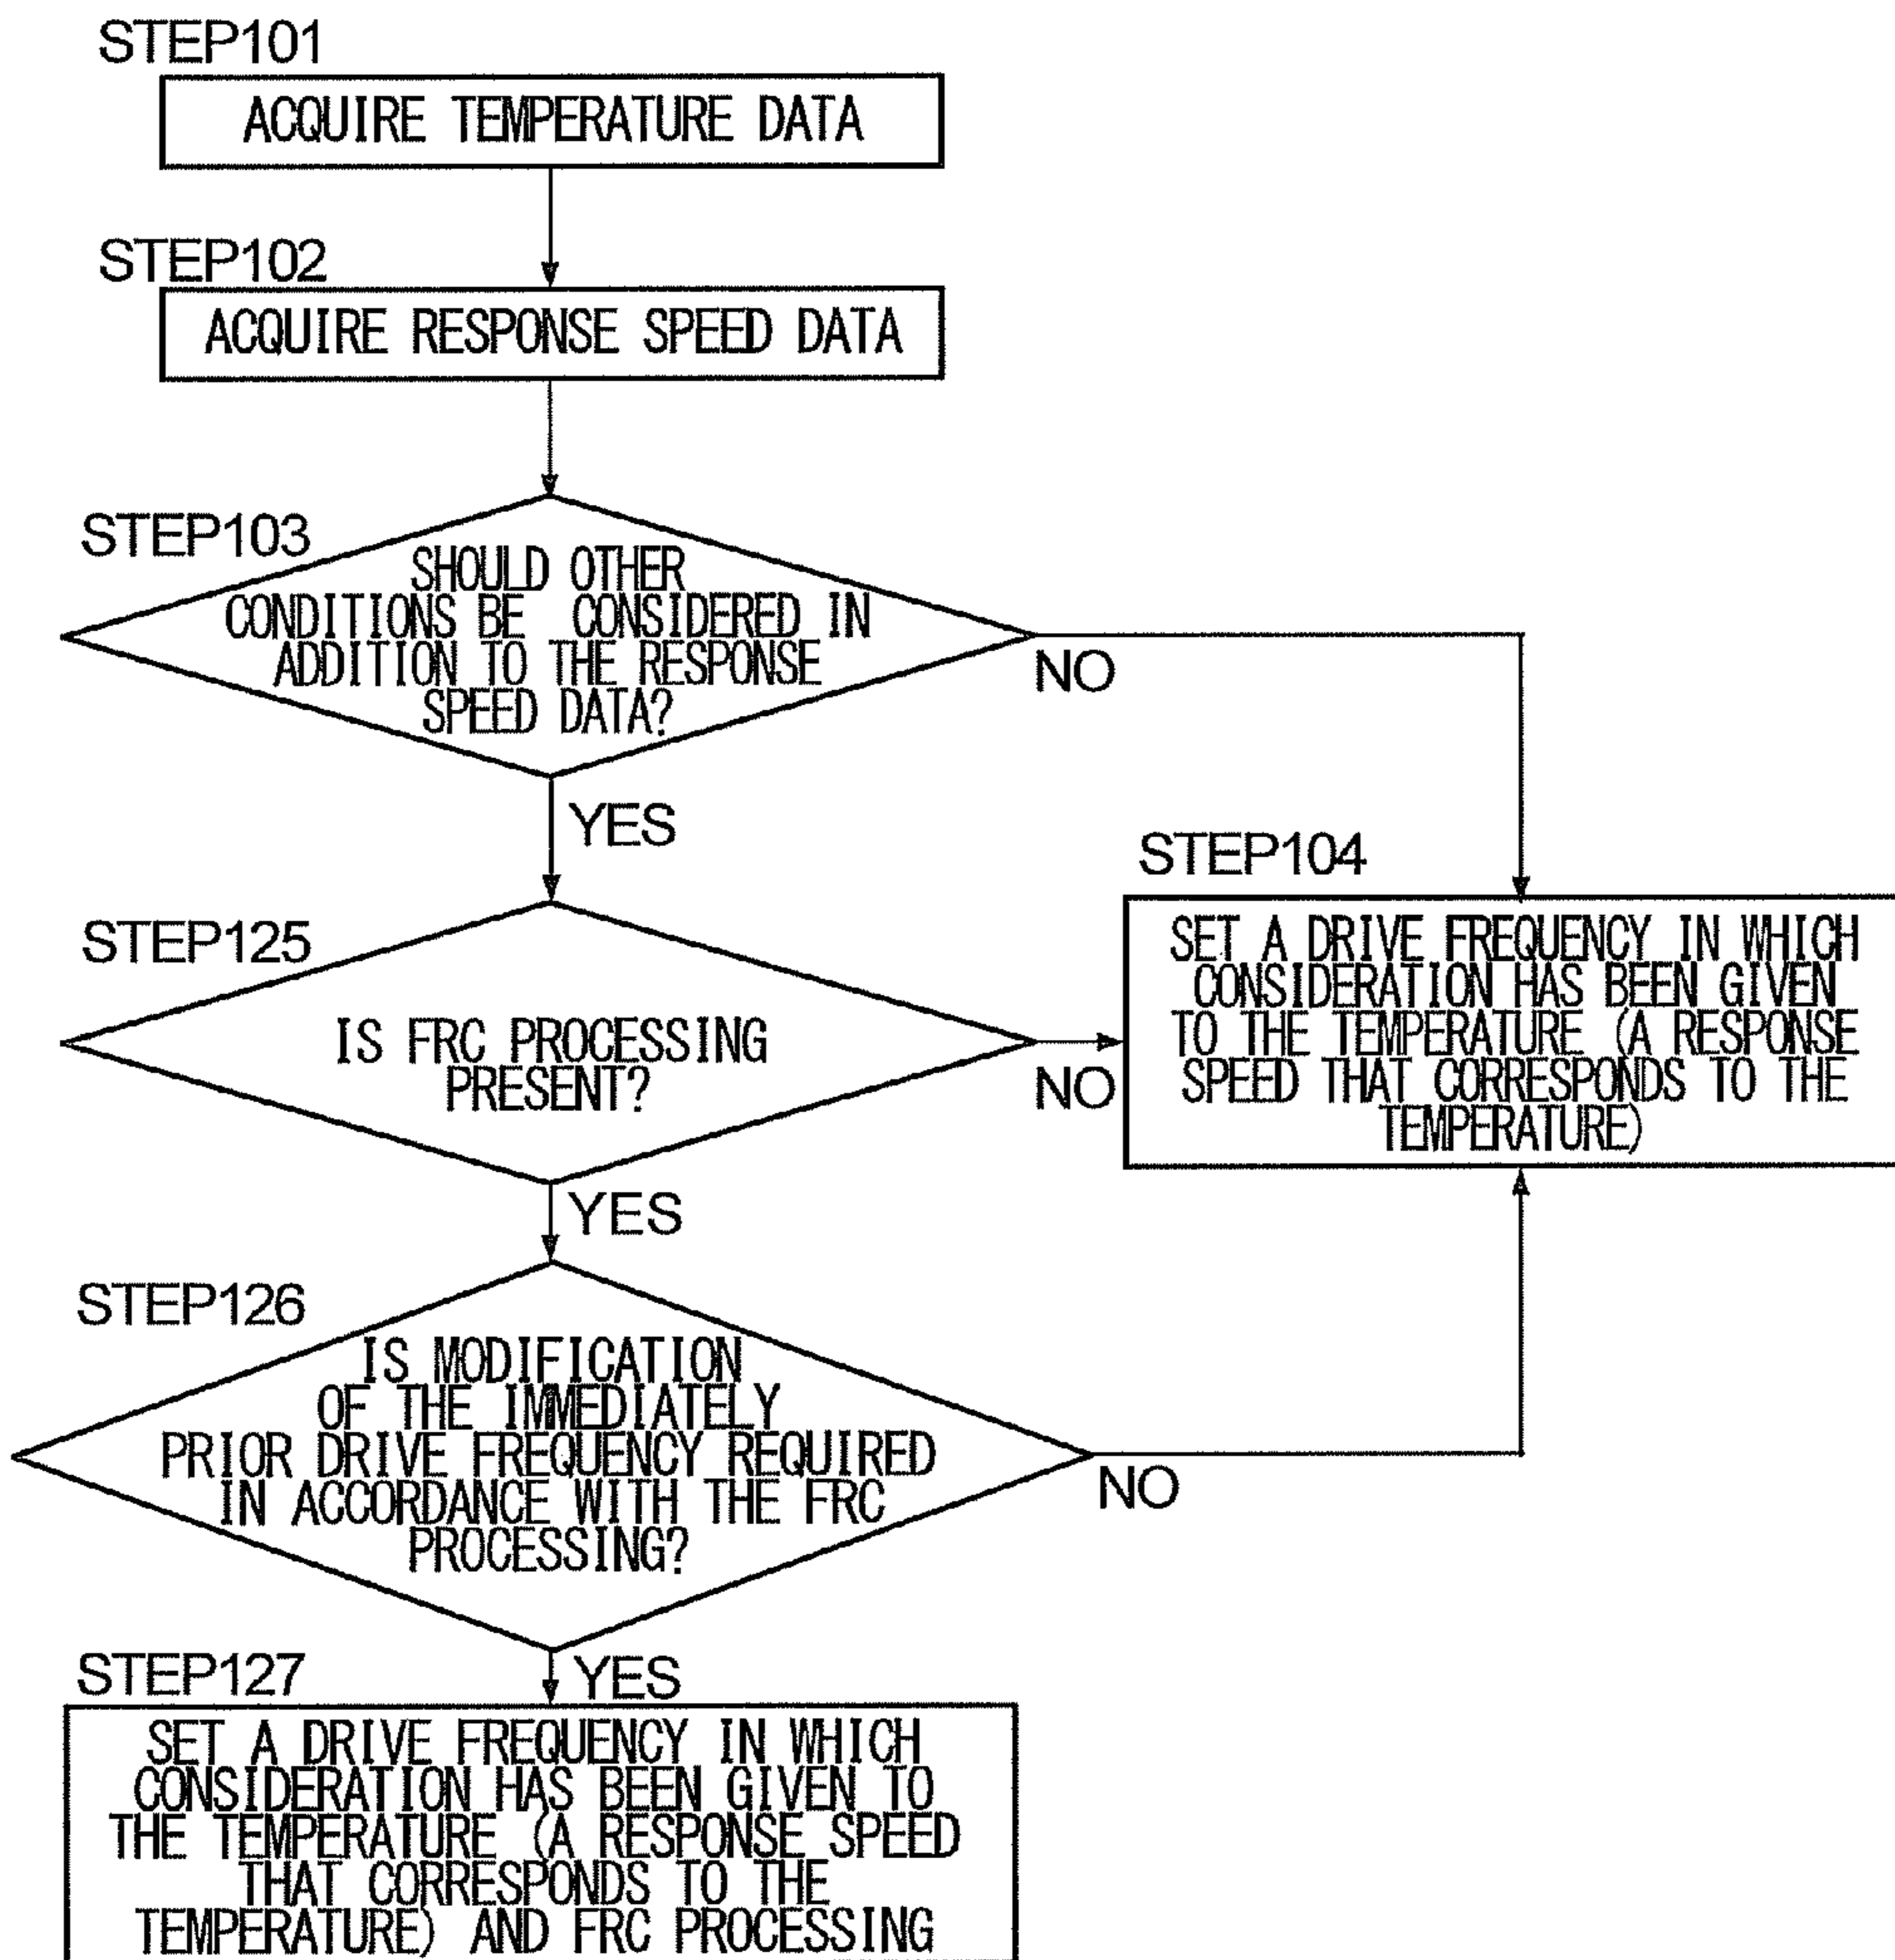 STEP101
ACQUIRE TEMPERATURE DATA
STEP102
ACQUIRE RESPONSE SPEED DATA
STEP103
SHOULD OTHER
CONDITIONS BE CONSIDERED IN
ADDITION TO THE RESPONSE
SPEED DATA?
NO
YES
STEP104
SET A DRIVE FREQUENCY IN WHICH
CONSIDERATION HAS BEEN GIVEN
TO THE TEMPERATURE (A RESPONSE
SPEED THAT CORRESPONDS TO THE
TEMPERATURE)
STEP125
IS FRC PROCESSING
PRESENT?
NO
YES
STEP126
IS MODIFICATION
OF THE IMMEDIATELY
PRIOR DRIVE FREQUENCY REQUIRED
IN ACCORDANCE WITH THE FRC
PROCESSING?
NO
YES
STEP127
SET A DRIVE FREQUENCY IN WHICH
CONSIDERATION HAS BEEN GIVEN TO
THE TEMPERATURE (A RESPONSE SPEED
THAT CORRESPONDS TO THE
TEMPERATURE) AND FRC PROCESSING